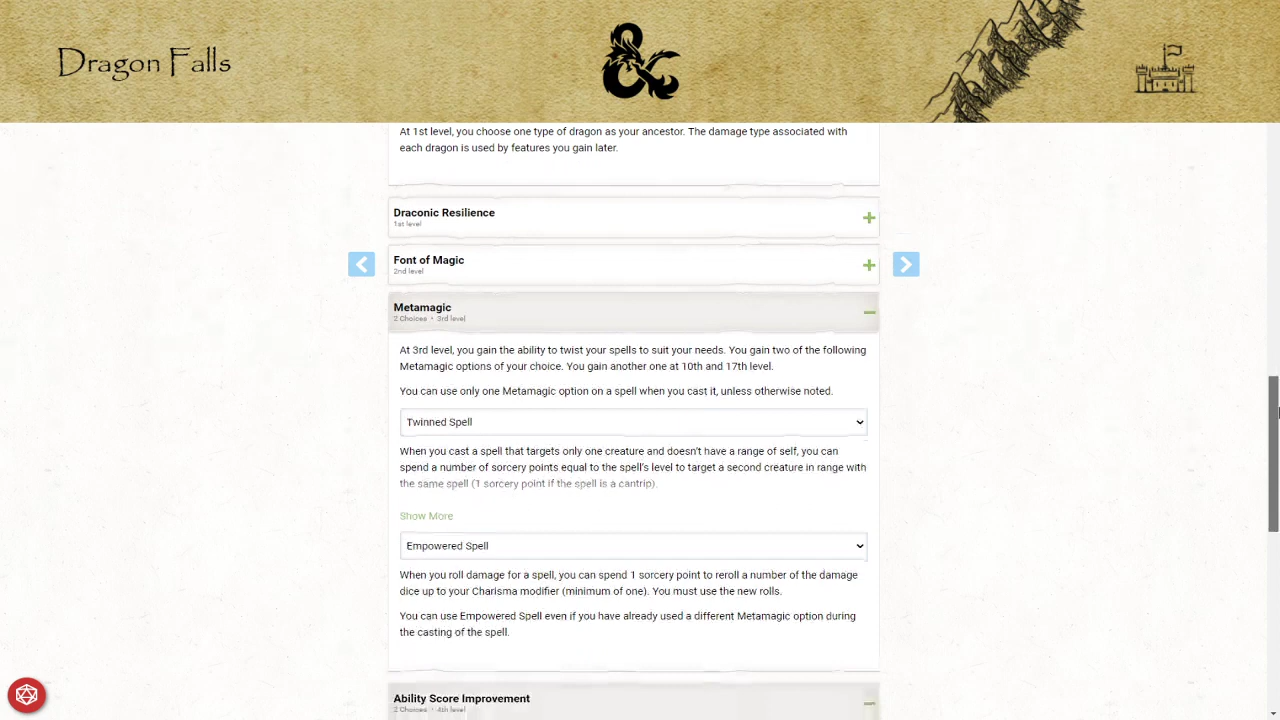 Dragon Falls
At 1st level, you choose one type of dragon as your ancestor. The damage type associated with
each dragon is used by features you gain later.
Draconic Resilience
1st level
Font of Magic
2nd level
Metamagic
2 Choices • 3rd level
At 3rd level, you gain the ability to twist your spells to suit your needs. You gain two of the following
Metamagic options of your choice. You gain another one at 10th and 17th level.
You can use only one Metamagic option on a spell when you cast it, unless otherwise noted.
Twinned Spell
When you cast a spell that targets only one creature and doesn't have a range of self, you can
spend a number of sorcery points equal to the spell's level to target a second creature in range with
the same spell (1 sorcery point if the spell is a cantrip).
Show More
Empowered Spell
When you roll damage for a spell, you can spend 1 sorcery point to reroll a number of the damage
dice up to your Charisma modifier (minimum of one). You must use the new rolls.
You can use Empowered Spell even if you have already used a different Metamagic option during
the casting of the spell.
Ability Score Improvement
2 Choices • 4th level